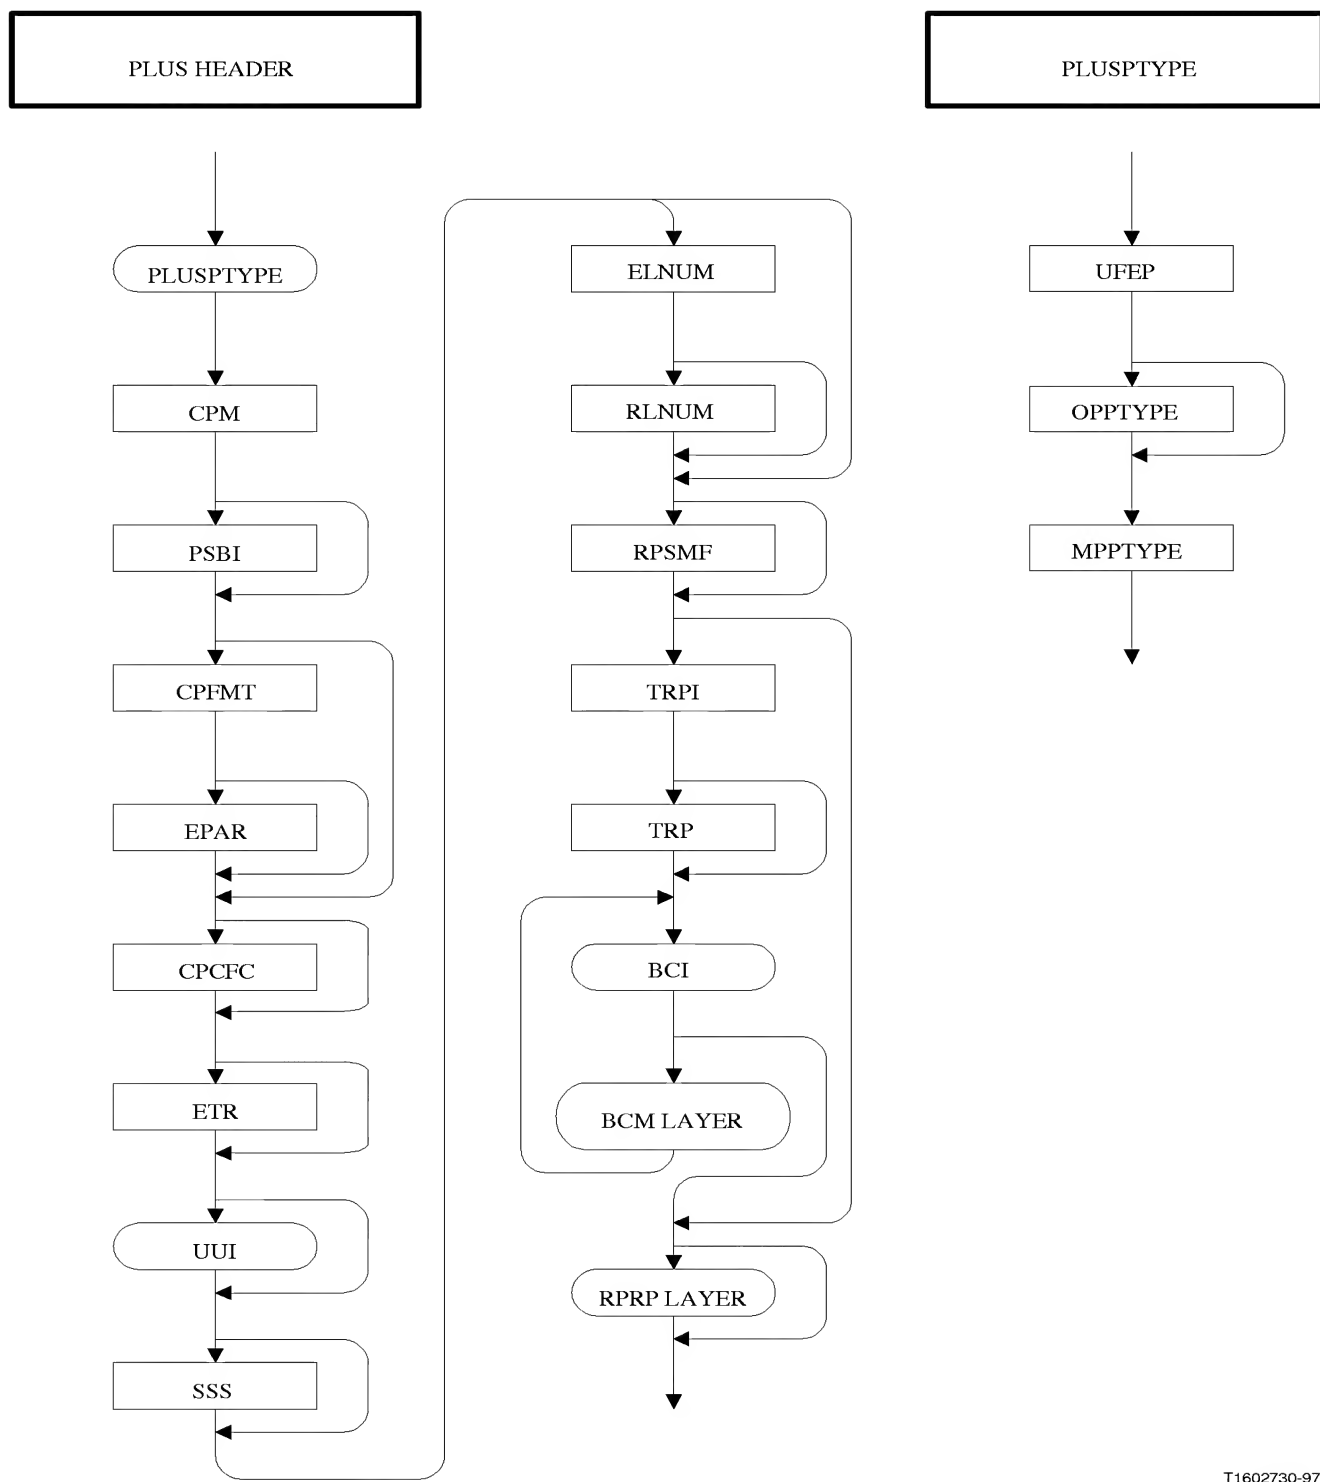 PLUS HEADER
PLUSPTYPE
CPM
PSBI
CPFMT
EPAR
CPCFC
ETR
UUI
SSS
ELNUM
RLNUM
RPSMF
TRPI
TRP
BCI
BCM LAYER
RPRP LAYER
PLUSPTYPE
UFEP
OPPTYPE
MPPTYPE
T1602730-97